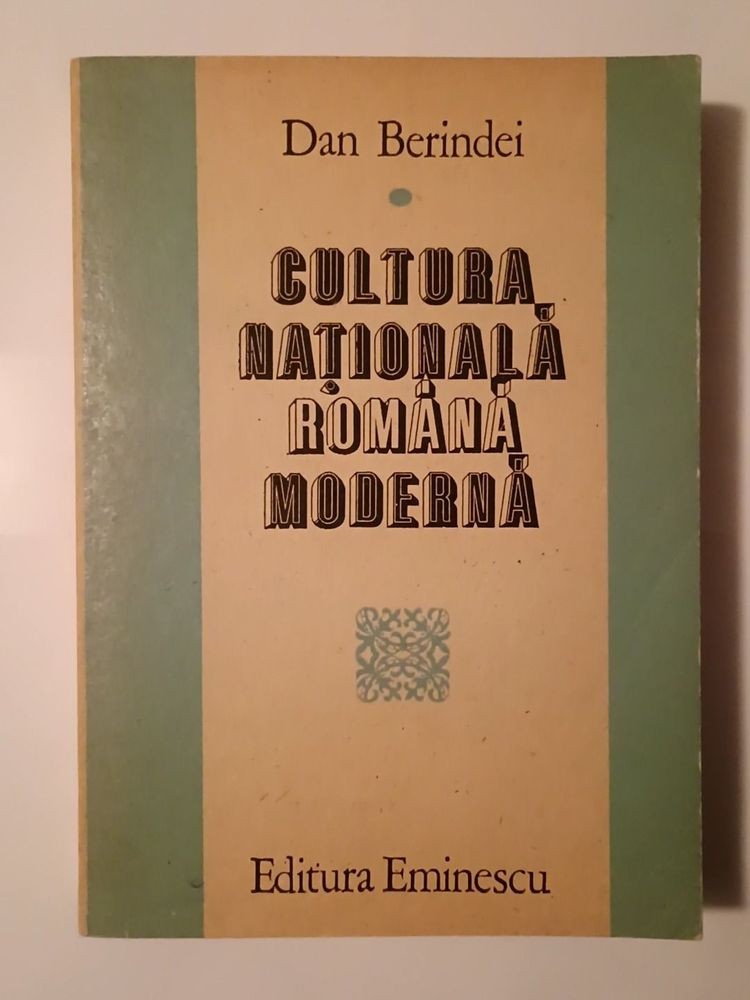 Dan Berindei
CULTURA
NAȚIONALĂ
ROMÂNĂ
MODERNĂ
Editura Eminescu